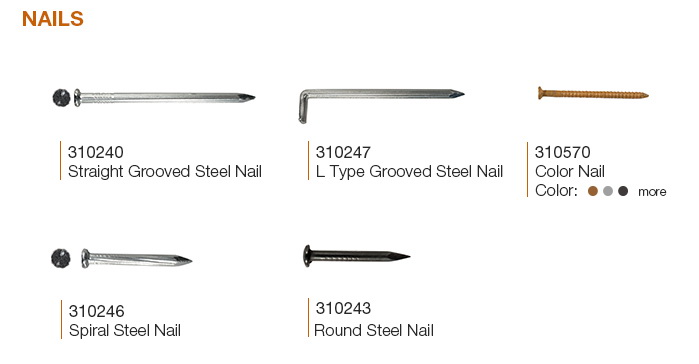 NAILS
310240
Straight Grooved Steel Nail
310247
L Type Grooved Steel Nail
310570
Color Nail
Color: more
310246
Spiral Steel Nail
310243
Round Steel Nail